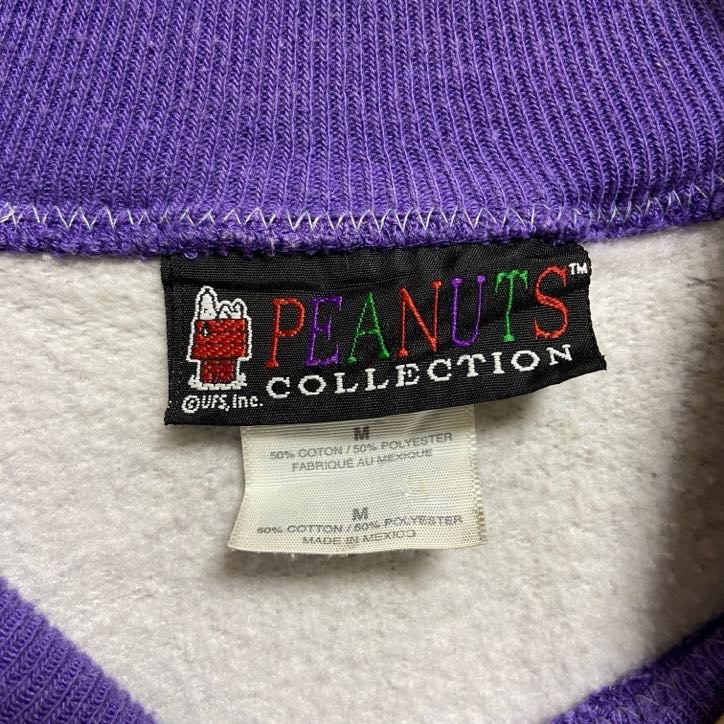 PEANUTS™
COLLECTION
©UFS, Inc.
M
50% COTON / 50% POLYESTER
FABRIQUÉ AU MEXIQUE
M
50% COTTON / 50% POLYESTER
MADE IN MEXICO